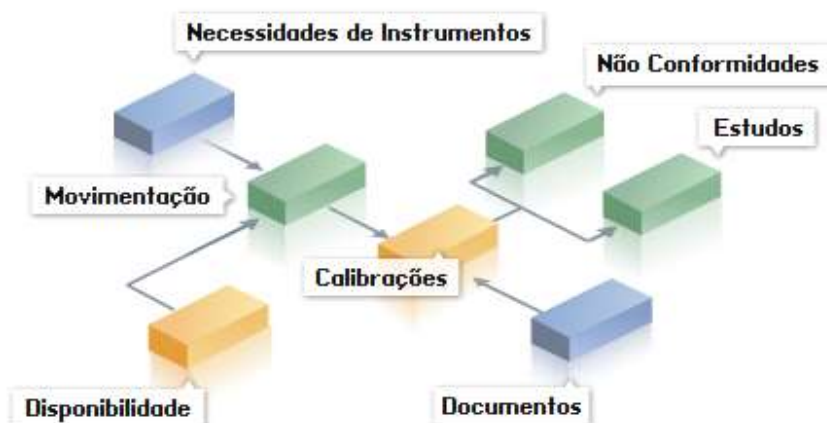 Necessidades de Instrumentos
Não Conformidades
Estudos
Movimentação
Calibrações
Disponibilidade
Documentos